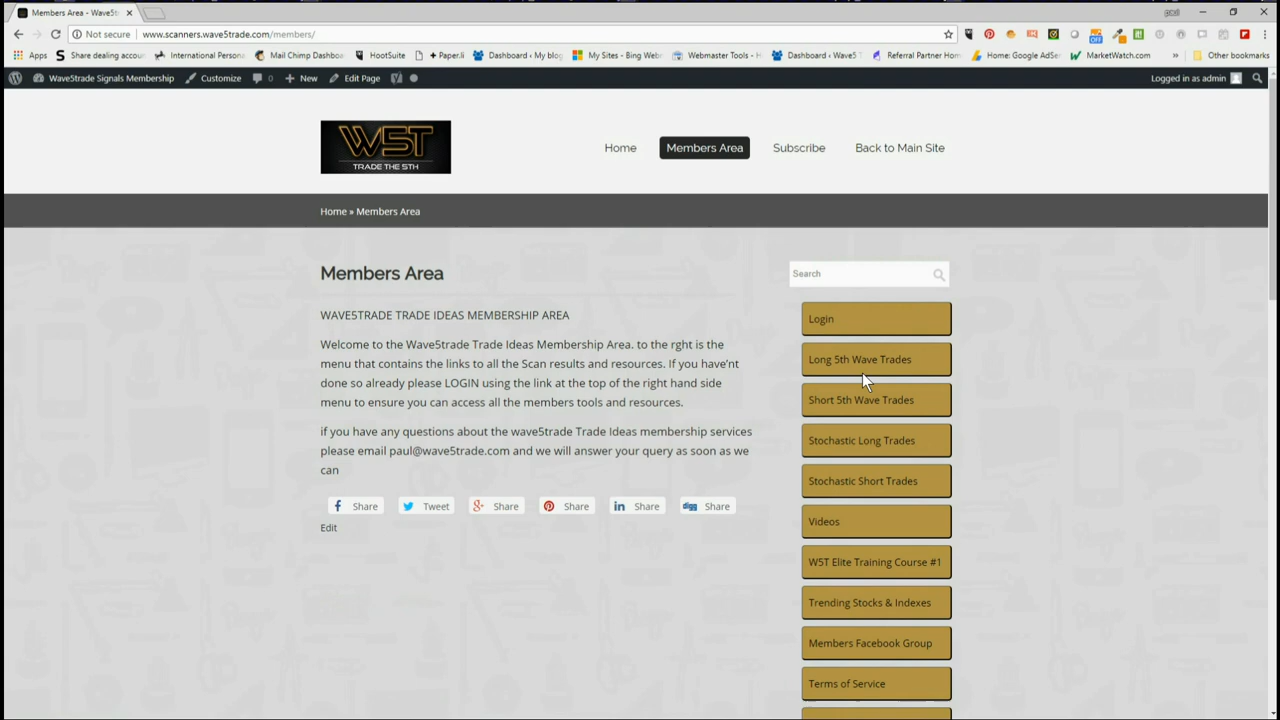 Members Area - Wave5t
Not secure
www.scanners.wave5trade.com/members/
Apps
Share dealing accou
International Person
Mail Chimp Dashbo
HootSuite
+ Paper.li
Dashboard ‹ My blog
My Sites - Bing Web
Webmaster Tools - H
Dashboard ‹ Wave5 T
Referral Partner Hom
Home: Google AdSe
MarketWatch.com
»
Other bookmarks
Wave5trade Signals Membership
Customize
0
New
Edit Page
Logged in as admin
W5T
TRADE THE 5TH
Home
Members Area
Subscribe
Back to Main Site
Home » Members Area
Members Area
WAVE5TRADE TRADE IDEAS MEMBERSHIP AREA
Welcome to the Wave5trade Trade Ideas Membership Area. to the rght is the
menu that contains the links to all the Scan results and resources. If you have'nt
done so already please LOGIN using the link at the top of the right hand side
menu to ensure you can access all the members tools and resources.
if you have any questions about the wave5trade Trade Ideas membership services
please email paul@wave5trade.com and we will answer your query as soon as we
can
Share
Tweet
Share
Share
Share
Share
Edit
Search
Login
Long 5th Wave Trades
Short 5th Wave Trades
Stochastic Long Trades
Stochastic Short Trades
Videos
W5T Elite Training Course #1
Trending Stocks & Indexes
Members Facebook Group
Terms of Service